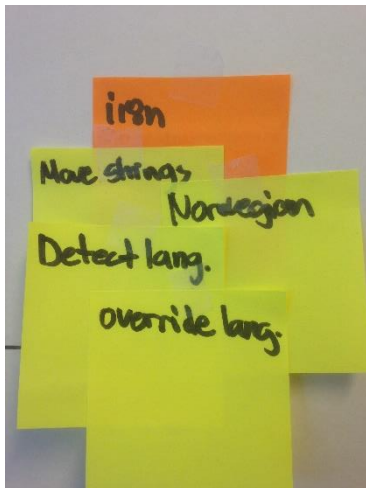 i18n
Move strings
Norwegian
Detect lang.
override lang.